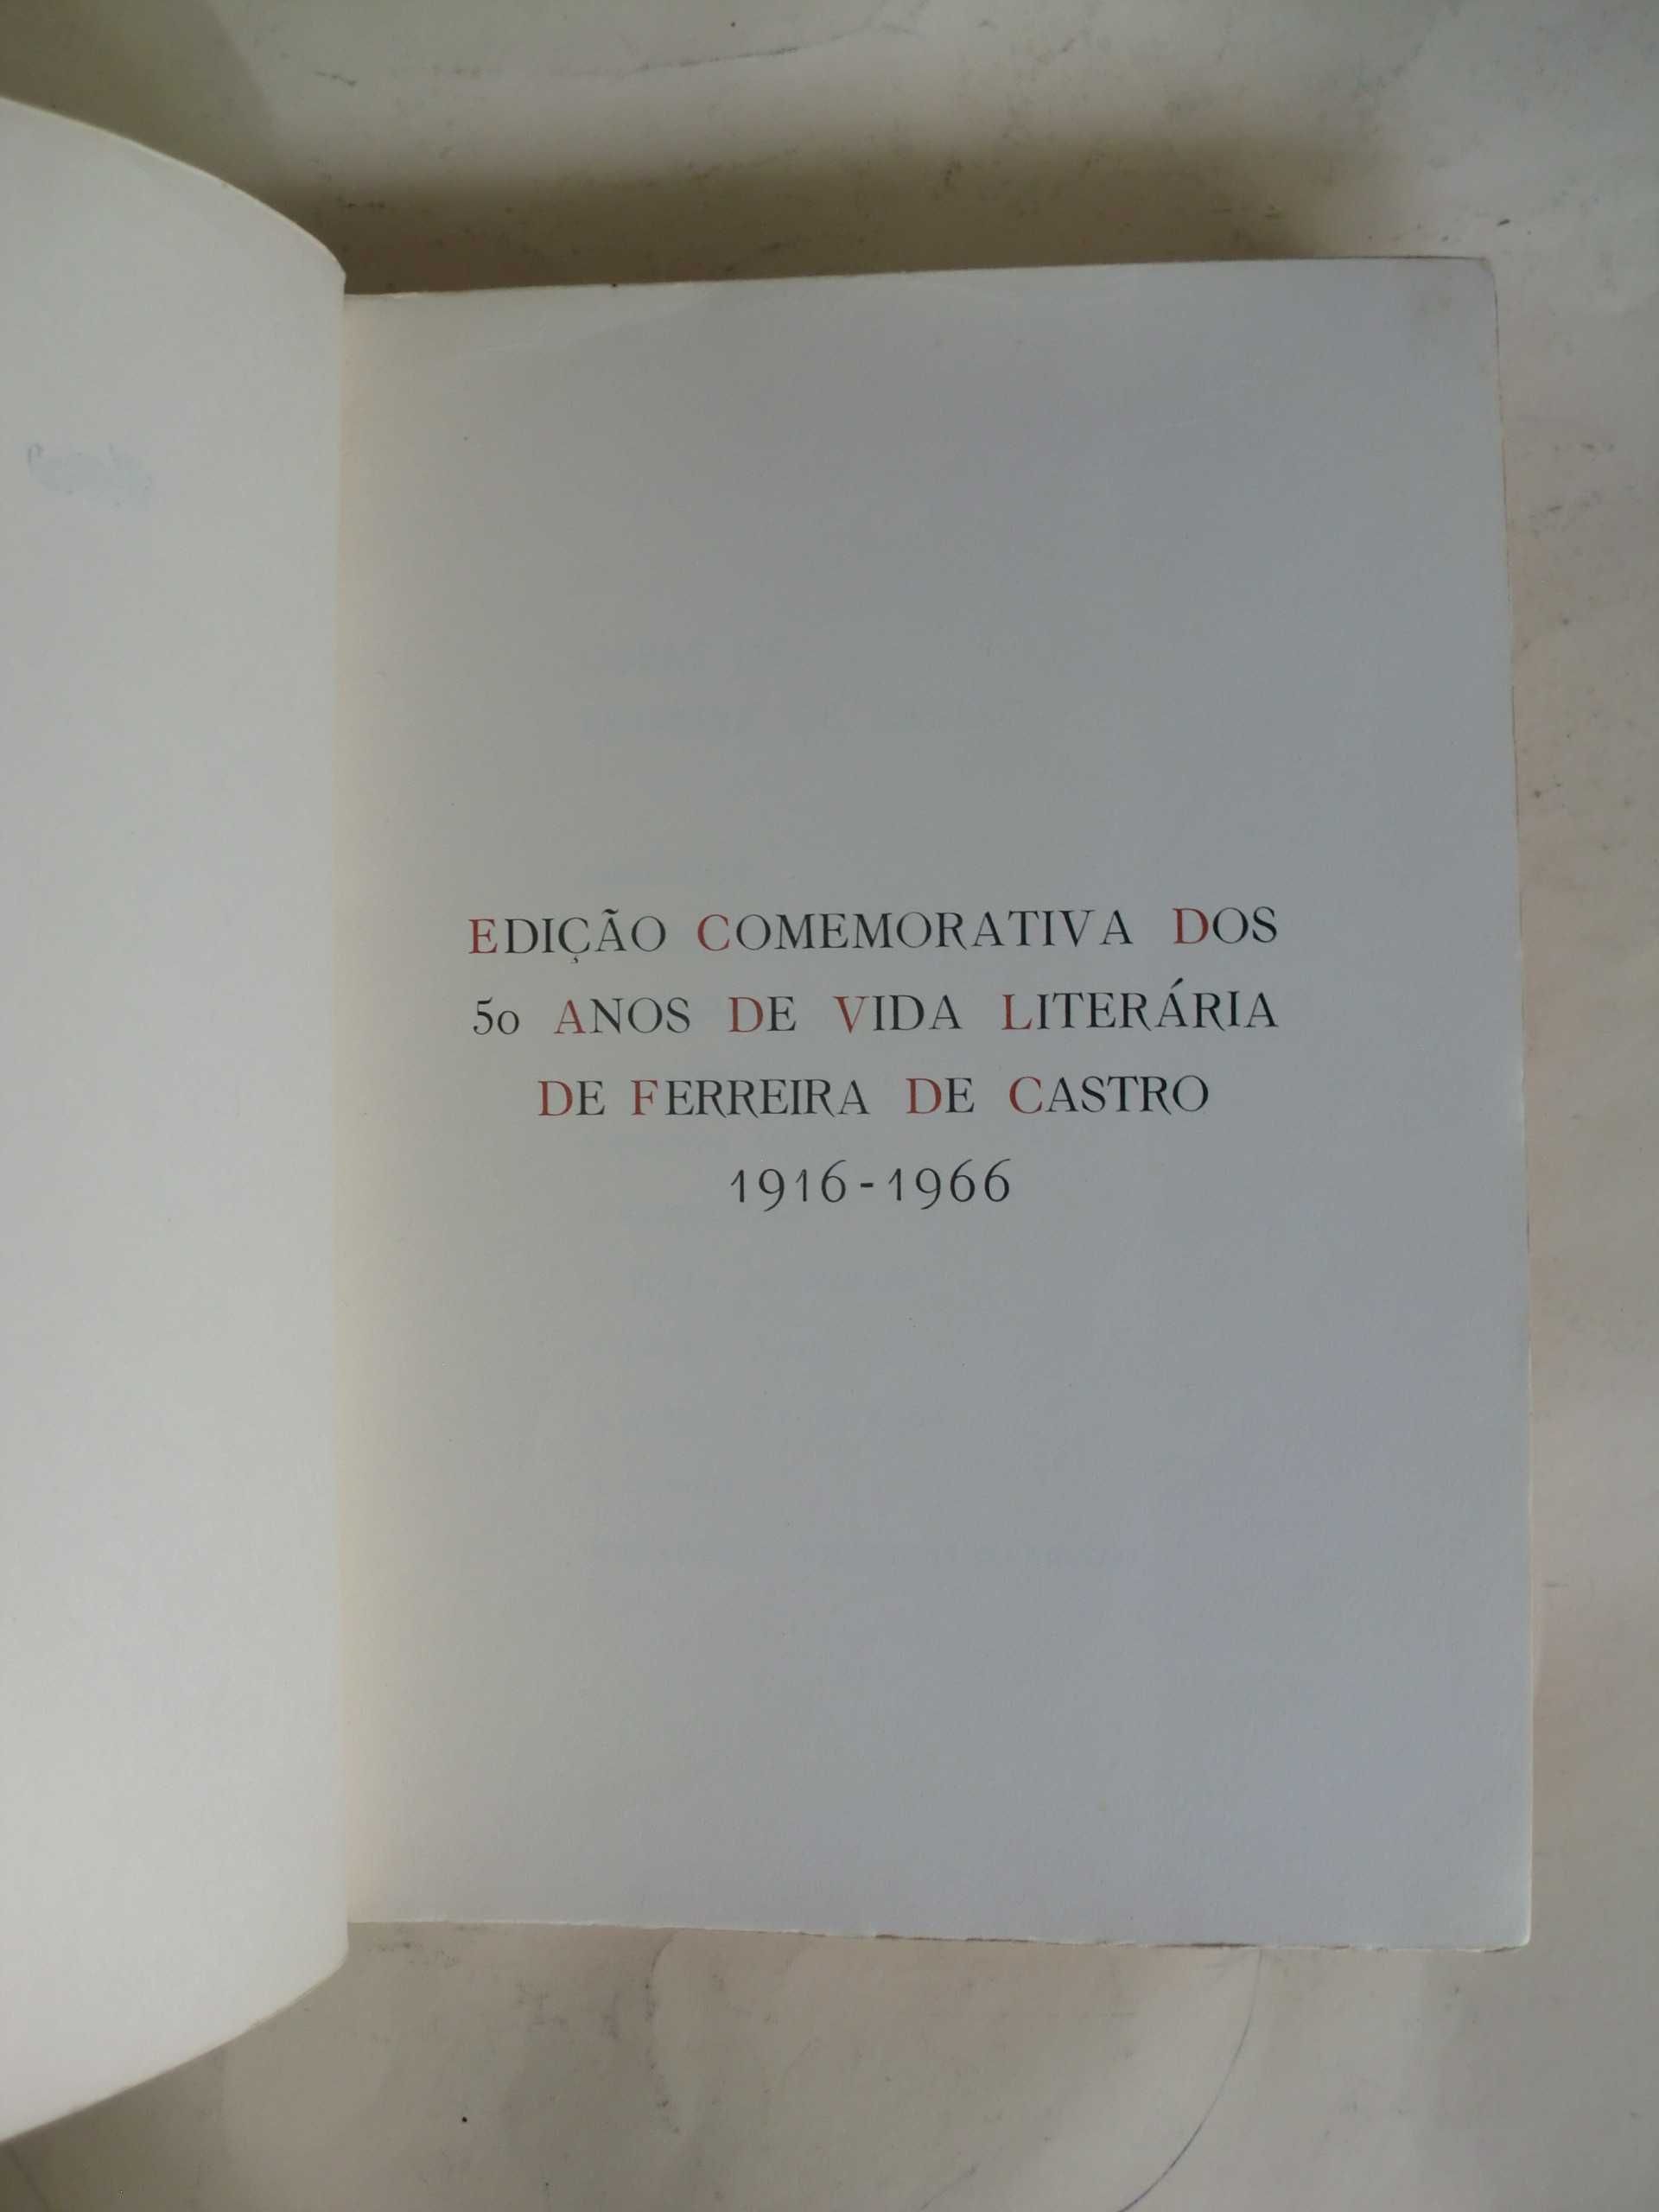 EDIÇÃO COMEMORATIVA DOS
50 ANOS DE VIDA LITERÁRIA
DE FERREIRA DE CASTRO
1916-1966